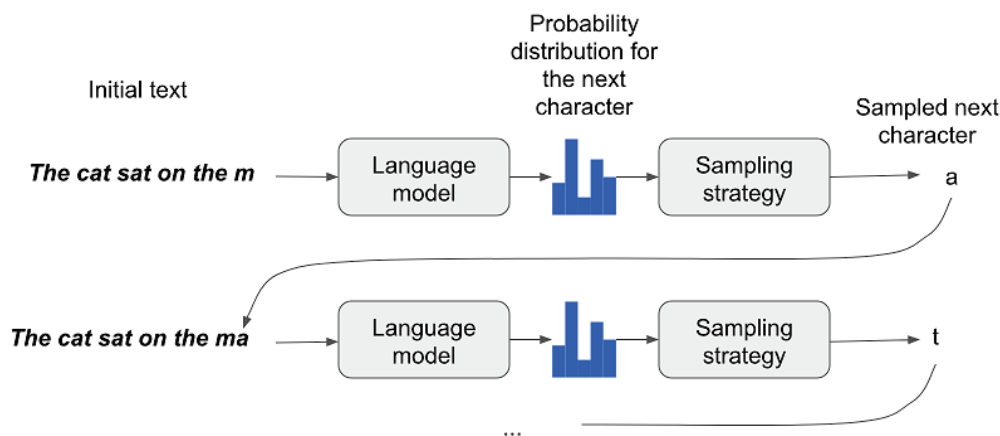 Initial text
Probability
distribution for
the next
character
Sampled next
character
The cat sat on the m
Language
model
Sampling
strategy
a
The cat sat on the ma
Language
model
Sampling
strategy
t
...